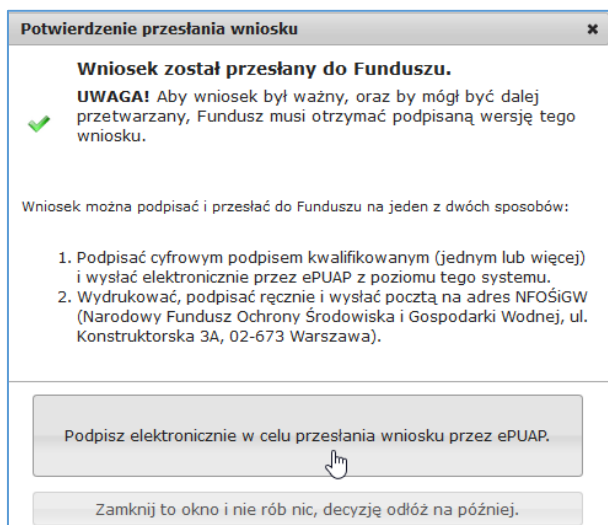 Potwierdzenie przesłania wniosku
Wniosek został przesłany do Funduszu.
UWAGA! Aby wniosek był ważny, oraz by mógł być dalej
przetwarzany, Fundusz musi otrzymać podpisaną wersję tego
wniosku.
Wniosek można podpisać i przesłać do Funduszu na jeden z dwóch sposobów:
1. Podpisać cyfrowym podpisem kwalifikowanym (jednym lub więcej)
i wysłać elektronicznie przez ePUAP z poziomu tego systemu.
2. Wydrukować, podpisać ręcznie i wysłać pocztą na adres NFOŚiGW
(Narodowy Fundusz Ochrony Środowiska i Gospodarki Wodnej, ul.
Konstruktorska 3A, 02-673 Warszawa).
Podpisz elektronicznie w celu przesłania wniosku przez ePUAP.
Zamknij to okno i nie rób nic, decyzję odłóż na później.